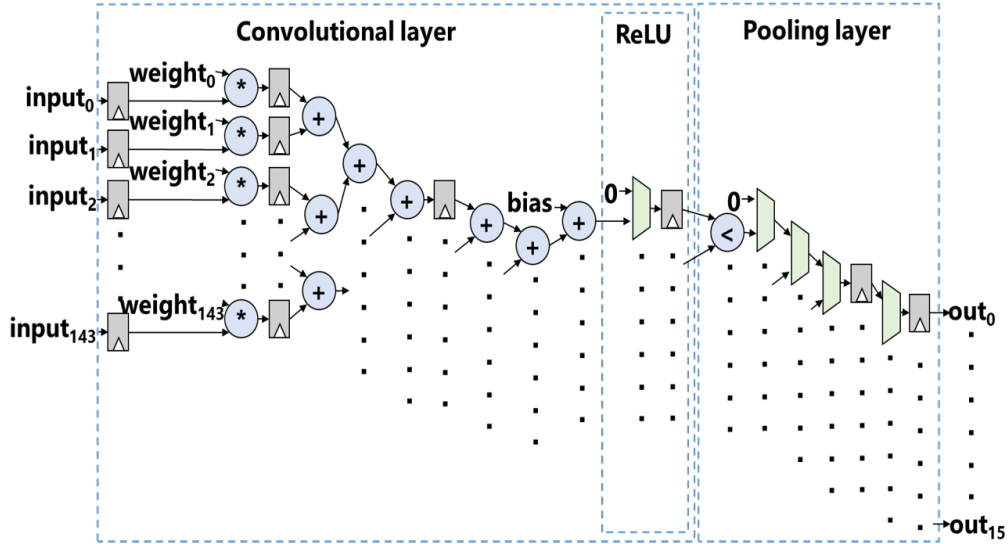 Convolutional layer
ReLU
Pooling layer
weight₀
*
input₀
+
weight₁
*
input₁
+
weight₂
*
input₂
+
+
+
bias
+
+
0
0
<
weight₁₄₃
*
+
input₁₄₃
out₀
out₁₅